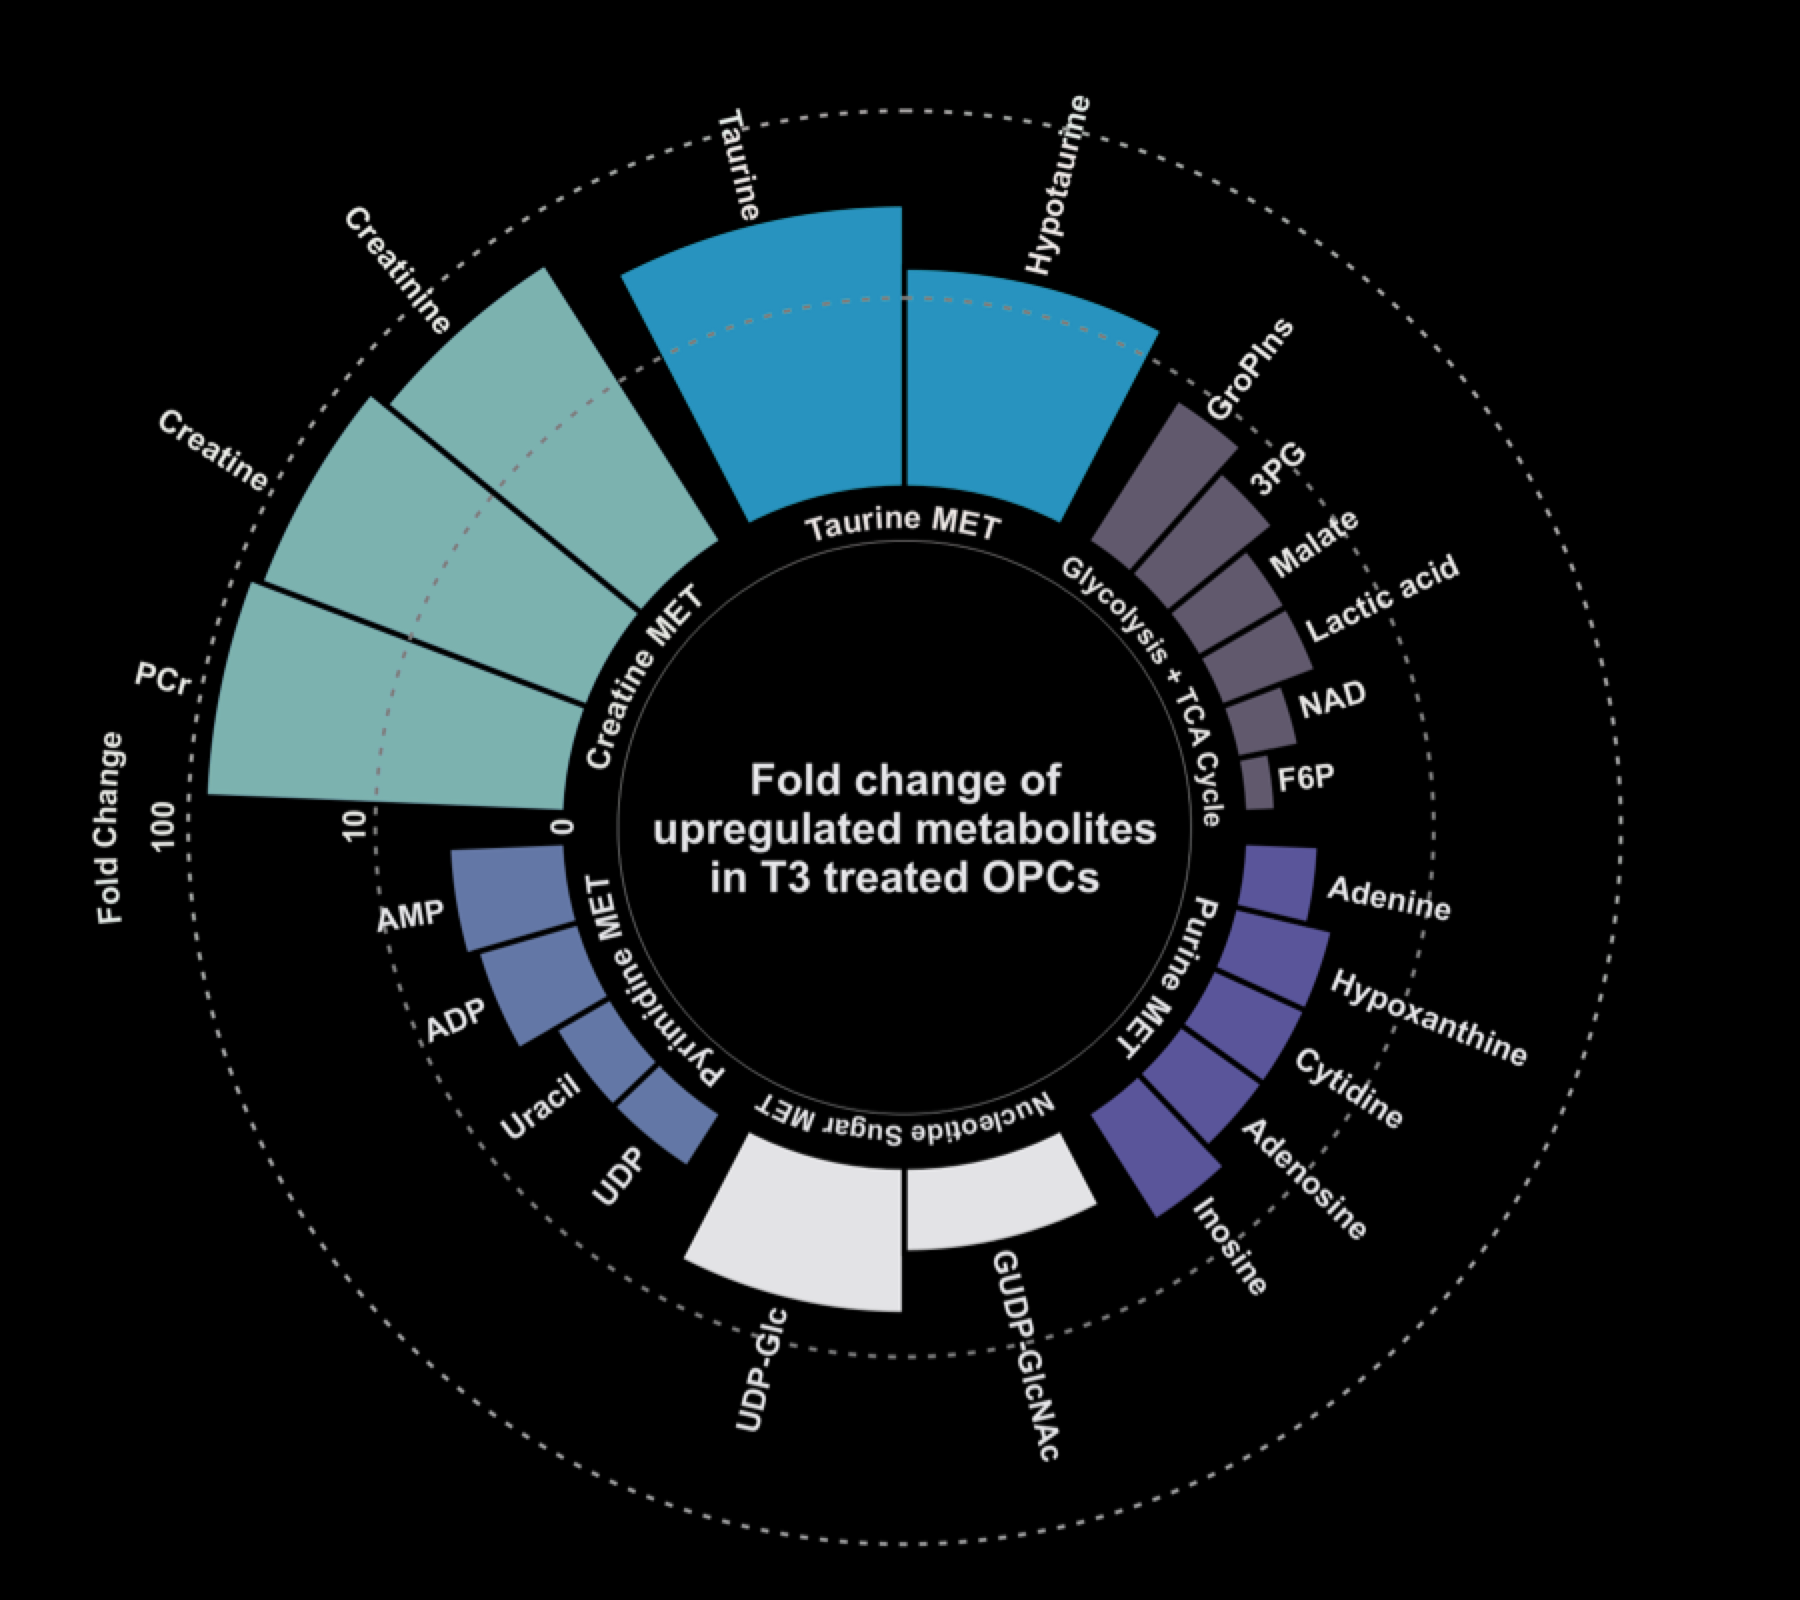 Taurine
Hypotaurine
Creatinine
GroPIns
Creatine
3PG
Malate
Taurine MET
Lactic acid
Glycolysis + TCA Cycle
Creatine MET
PCr
NAD
F6P
Fold Change
100
10
0
Fold change of
upregulated metabolites
in T3 treated OPCs
AMP
Adenine
Pyrimidine MET
Purine MET
ADP
Hypoxanthine
Uracil
Cytidine
Nucleotide Sugar MET
UDP
Adenosine
Inosine
UDP-Glc
GUDP-GlcNAc